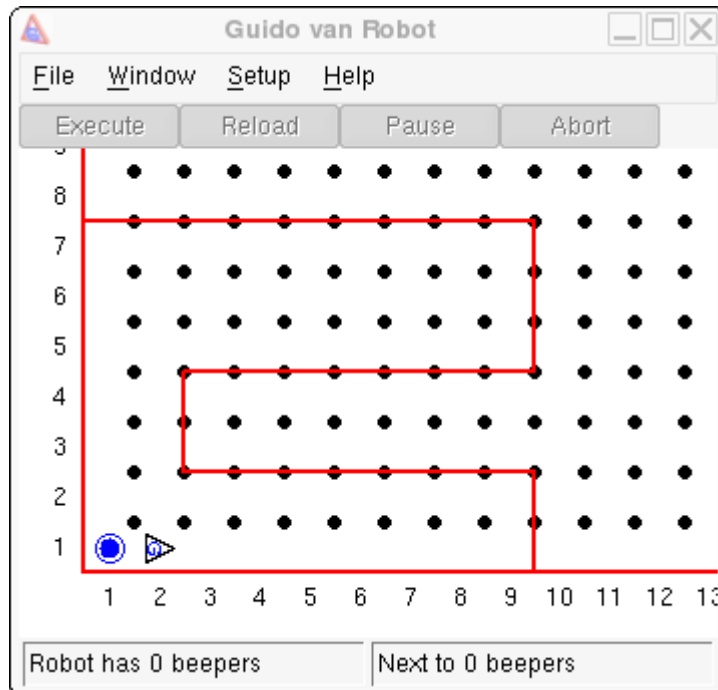 Guido van Robot
File Window Setup Help
Execute Reload Pause Abort
9
8
7
6
5
4
3
2
1 G
1 2 3 4 5 6 7 8 9 10 11 12 13
Robot has 0 beepers Next to 0 beepers